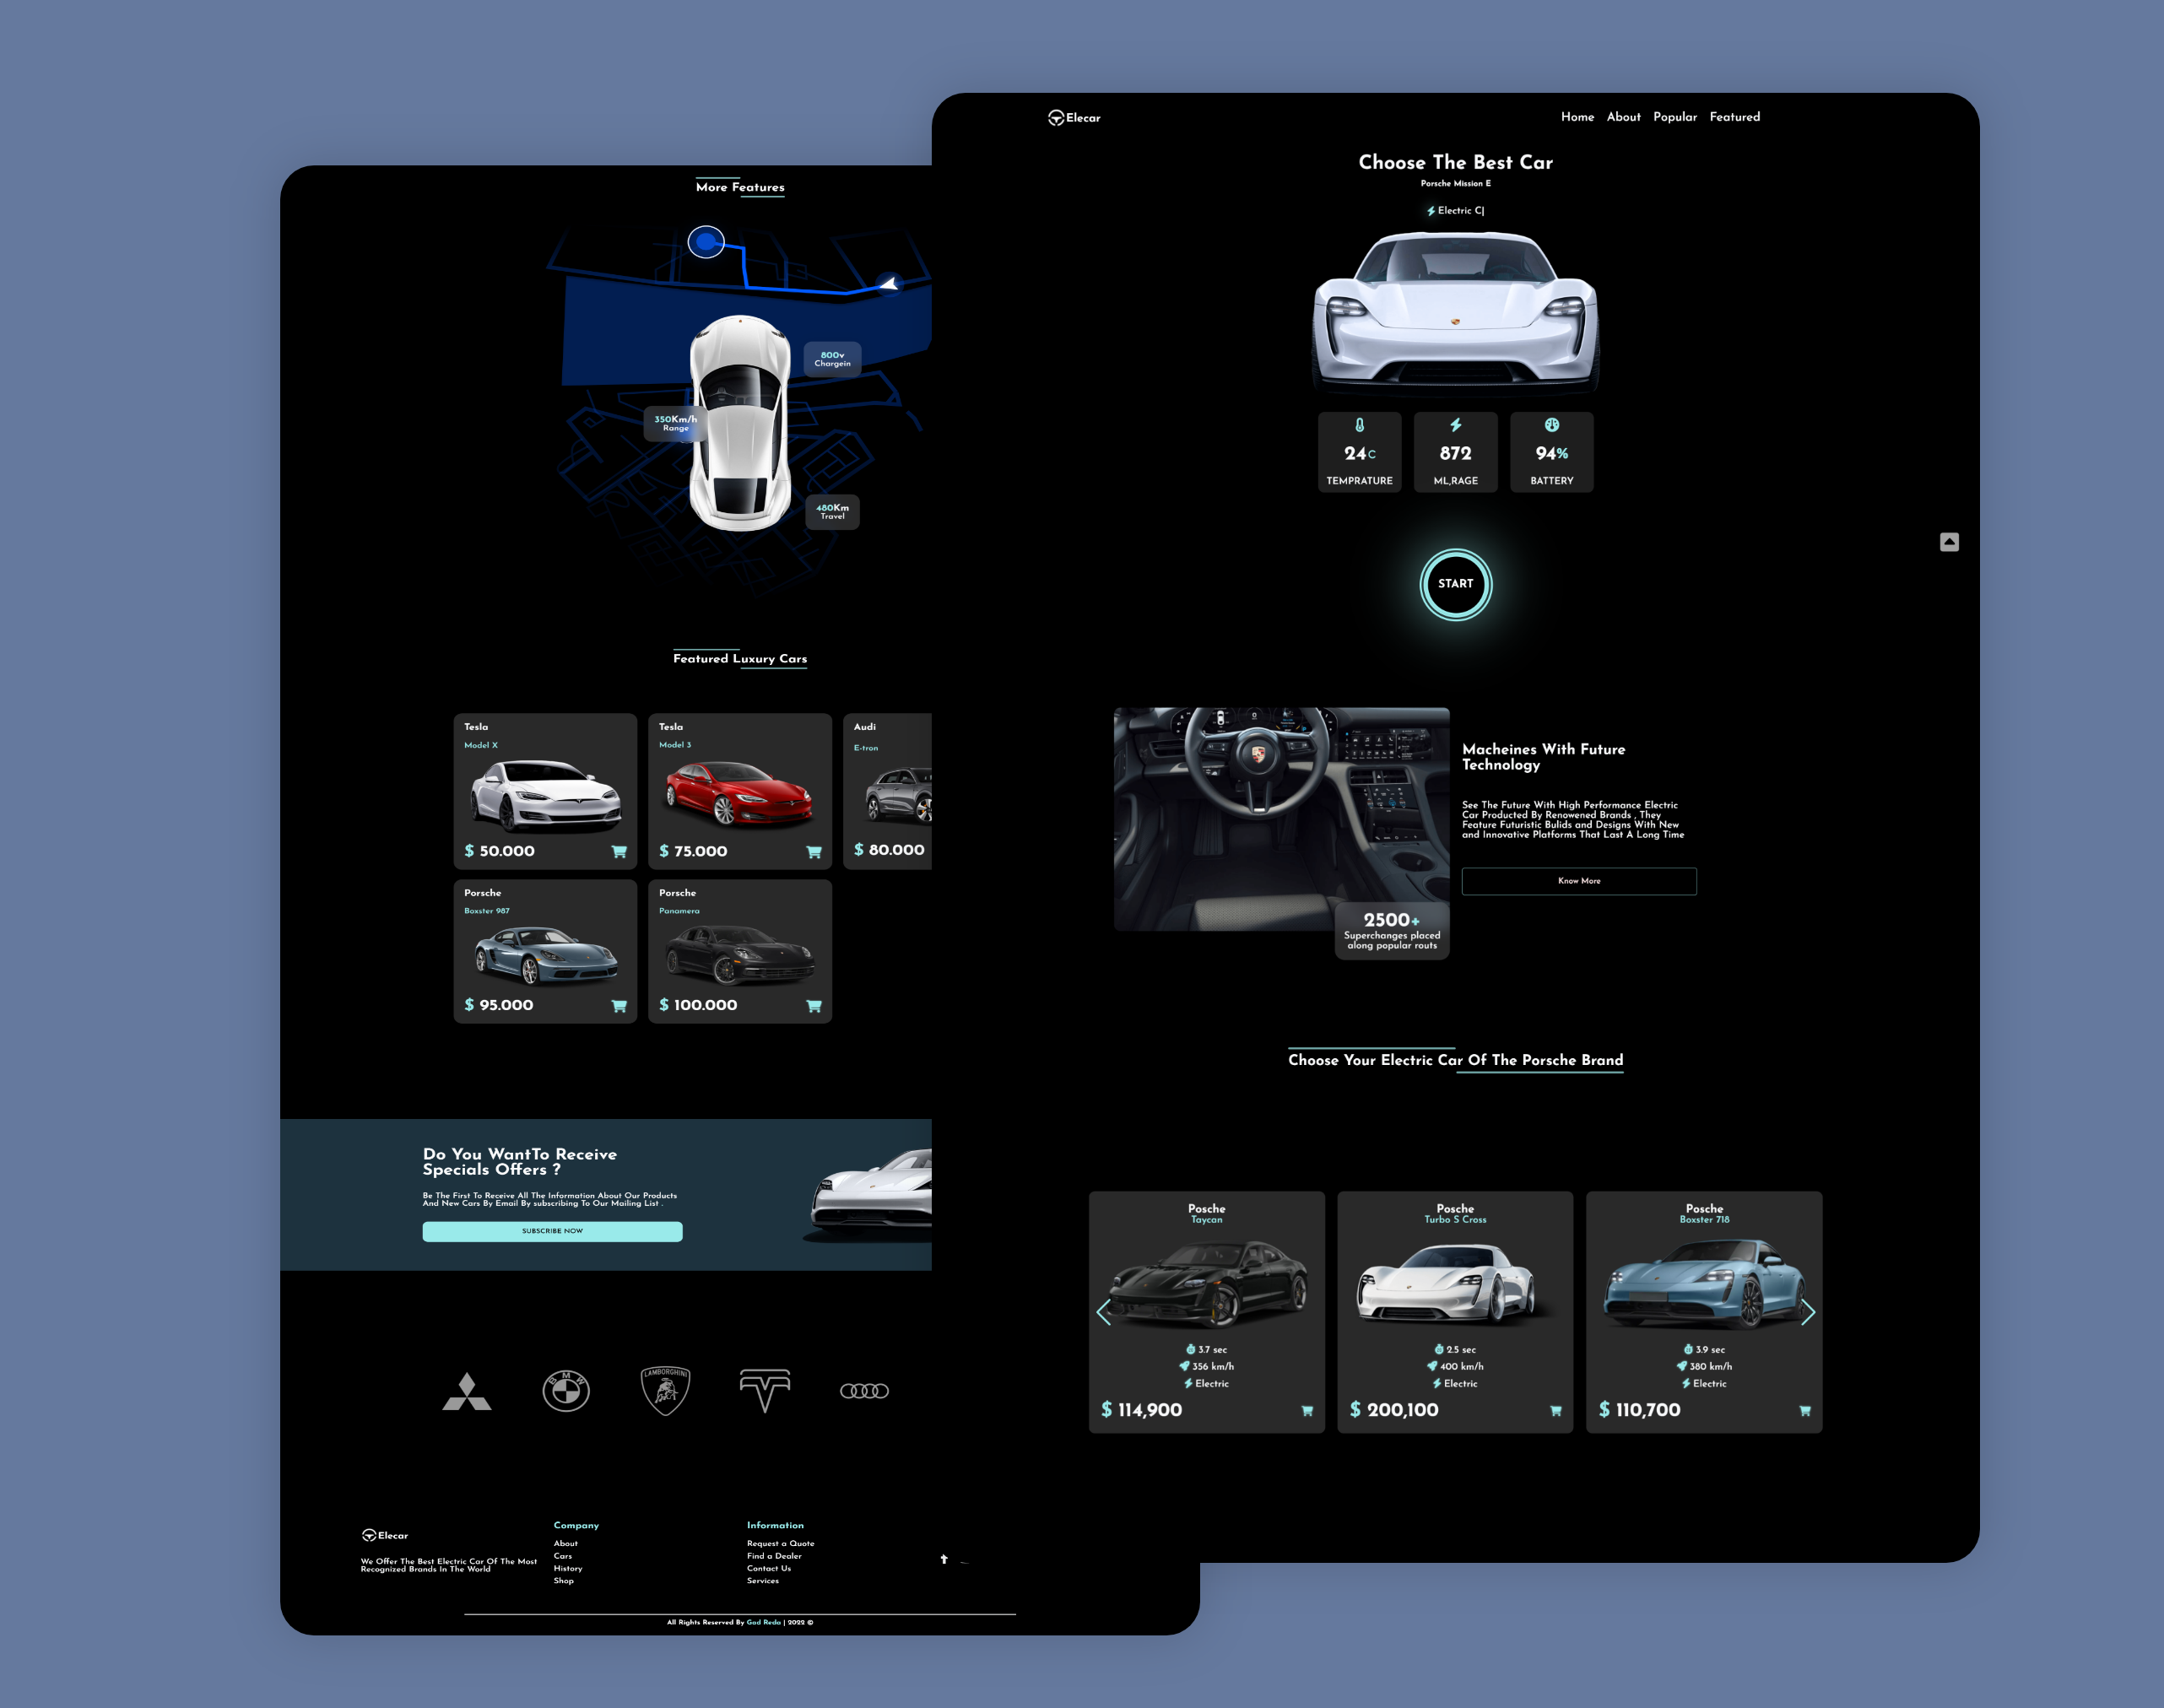 Elecar
Home About Popular Featured
Choose The Best Car
Porsche Mission E
Electric C|
24 C
TEMPRATURE
872
ML,RAGE
94%
BATTERY
START
Macheines With Future
Technology
See The Future With High Performance Electric
Car Producted By Renowened Brands , They
Feature Futuristic Bulids and Designs With New
and Innovative Platforms That Last A Long Time
Know More
2500+
Superchanges placed
along popular routs
Choose Your Electric Car Of The Porsche Brand
Posche
Taycan
3.7 sec
356 km/h
Electric
$ 114,900
Posche
Turbo S Cross
2.5 sec
400 km/h
Electric
$ 200,100
Posche
Boxster 718
3.9 sec
380 km/h
Electric
$ 110,700
More Features
800v
Chargein
350Km/h
Range
480Km
Travel
Featured Luxury Cars
Tesla
Model X
$ 50.000
Tesla
Model 3
$ 75.000
Audi
E-tron
$ 80.000
Porsche
Boxster 987
$ 95.000
Porsche
Panamera
$ 100.000
Do You WantTo Receive
Specials Offers ?
Be The First To Receive All The Information About Our Products
And New Cars By Email By subscribing To Our Mailing List .
SUBSCRIBE NOW
BMW
LAMBORGHINI
Elecar
We Offer The Best Electric Car Of The Most
Recognized Brands In The World
Company
About
Cars
History
Shop
Information
Request a Quote
Find a Dealer
Contact Us
Services
All Rights Reserved By Gad Reda | 2022 ©